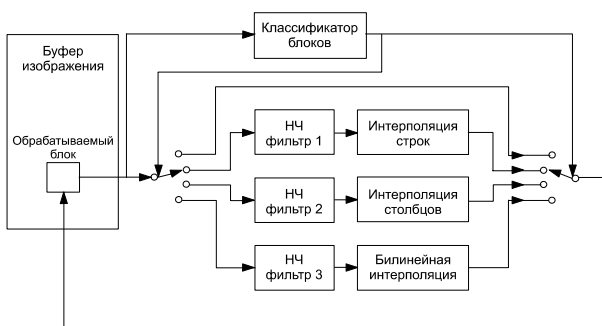 Классификатор
блоков
Буфер
изображения
Обрабатываемый
блок
НЧ
фильтр 1
Интерполяция
строк
НЧ
фильтр 2
Интерполяция
столбцов
НЧ
фильтр 3
Билинейная
интерполяция